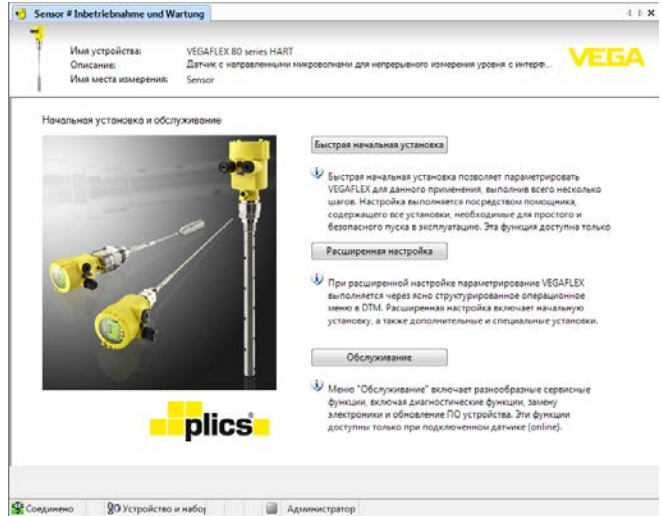 Sensor # Inbetriebnahme und Wartung
Имя устройства: VEGAFLEX 80 series HART
Описание: Датчик с направленными микроволнами для непрерывного измерения уровня с интерф...
Имя места измерения: Sensor
VEGA
Начальная установка и обслуживание
Быстрая начальная установка
Быстрая начальная установка позволяет параметрировать
VEGAFLEX для данного применения, выполнив всего несколько
шагов. Настройка выполняется посредством помощника,
содержащего все установки, необходимые для простого и
безопасного пуска в эксплуатацию. Эта функция доступна только
Расширенная настройка
При расширенной настройке параметрирование VEGAFLEX
выполняется через ясно структурированное операционное
меню в DTM. Расширенная настройка включает начальную
установку, а также дополнительные и специальные установки.
Обслуживание
Меню "Обслуживание" включает разнообразные сервисные
функции, включая диагностические функции, замену
электроники и обновление ПО устройства. Эти функции
доступны только при подключенном датчике (online).
plics®
Соединено Устройство и набор Администратор